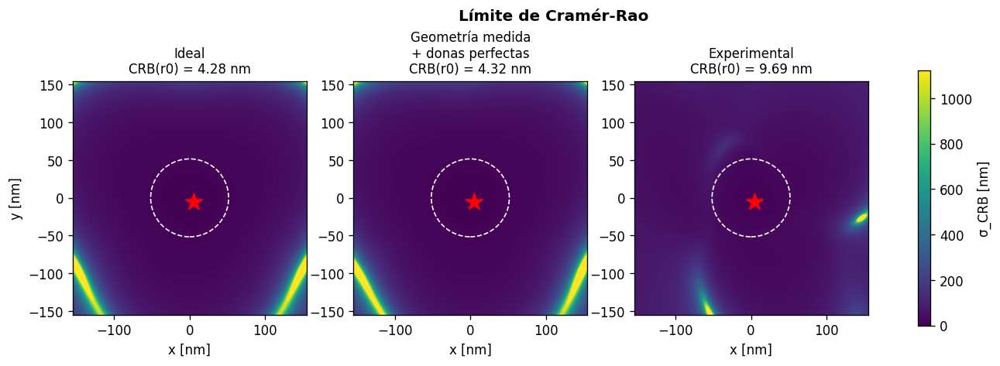 Límite de Cramér-Rao
Ideal
CRB(r0) = 4.28 nm
Geometría medida
+ donas perfectas
CRB(r0) = 4.32 nm
Experimental
CRB(r0) = 9.69 nm
y [nm]
150
100
50
0
−50
−100
−150
−100
0
100
x [nm]
150
100
50
0
−50
−100
−150
−100
0
100
x [nm]
150
100
50
0
−50
−100
−150
−100
0
100
x [nm]
1000
800
600
400
200
0
σ_CRB [nm]